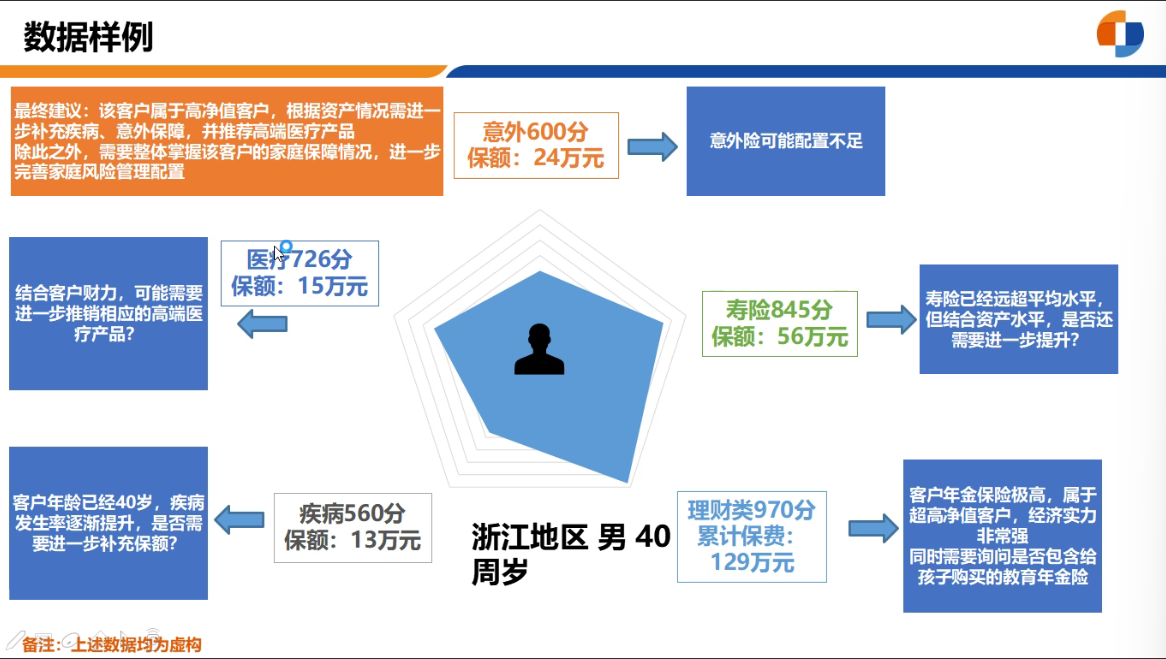 数据样例
最终建议：该客户属于高净值客户，根据资产情况需进一
步补充疾病、意外保障，并推荐高端医疗产品
除此之外，需要整体掌握该客户的家庭保障情况，进一步
完善家庭风险管理配置
意外600分
保额：24万元
意外险可能配置不足
结合客户财力，可能需要
进一步推销相应的高端医
疗产品？
医疗726分
保额：15万元
寿险845分
保额：56万元
寿险已经远超平均水平，
但结合资产水平，是否还
需要进一步提升？
客户年龄已经40岁，疾病
发生率逐渐提升，是否需
要进一步补充保额？
疾病560分
保额：13万元
浙江地区 男 40
周岁
理财类970分
累计保费：
129万元
客户年金保险极高，属于
超高净值客户，经济实力
非常强
同时需要询问是否包含给
孩子购买的教育年金险
备注：上述数据均为虚构